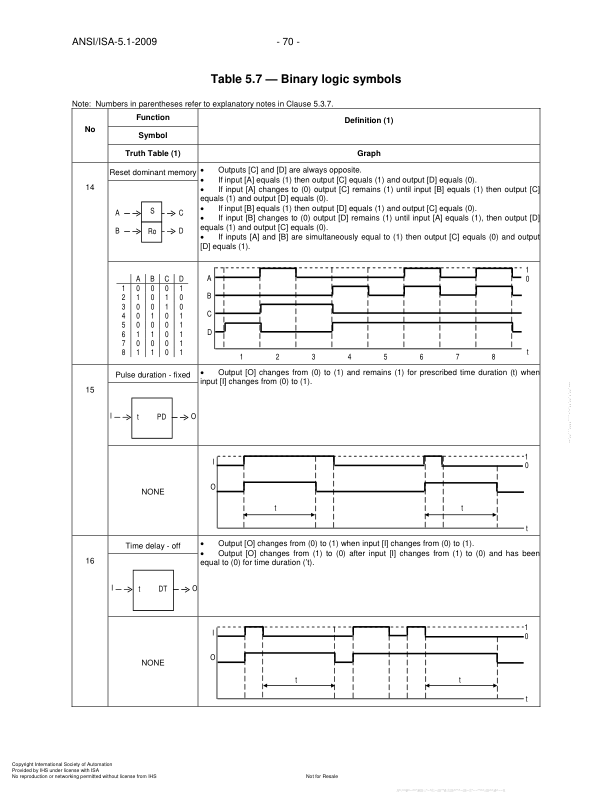 ANSI/ISA-5.1-2009
- 70 -
Table 5.7 — Binary logic symbols
Note: Numbers in parentheses refer to explanatory notes in Clause 5.3.7.
No
Function
Symbol
Truth Table (1)
Definition (1)
Graph
14
Reset dominant memory
A S C
B Ro D
• Outputs [C] and [D] are always opposite.
• If input [A] equals (1) then output [C] equals (1) and output [D] equals (0).
• If input [A] changes to (0) output [C] remains (1) until input [B] equals (1) then output [C]
equals (1) and output [D] equals (0).
• If input [B] equals (1) then output [D] equals (1) and output [C] equals (0).
• If input [B] changes to (0) output [D] remains (1) until input [A] equals (1), then output [D]
equals (1) and output [C] equals (0).
• If inputs [A] and [B] are simultaneously equal to (1) then output [C] equals (0) and output
[D] equals (1).
A B C D
1 0 0 0 1
2 1 0 1 0
3 0 0 1 0
4 0 1 0 1
5 0 0 0 1
6 1 1 0 1
7 0 0 0 1
8 1 1 0 1
A 1
0
B
C
D
1 2 3 4 5 6 7 8 t
15
Pulse duration - fixed
I t PD O
• Output [O] changes from (0) to (1) and remains (1) for prescribed time duration (t) when
input [I] changes from (0) to (1).
NONE
I 1
0
O
t t
t
16
Time delay - off
I t DT O
• Output [O] changes from (0) to (1) when input [I] changes from (0) to (1).
• Output [O] changes from (1) to (0) after input [I] changes from (1) to (0) and has been
equal to (0) for time duration ('t).
NONE
I 1
0
O
t t
t
Copyright International Society of Automation
Provided by IHS under license with ISA
No reproduction or networking permitted without license from IHS
Not for Resale